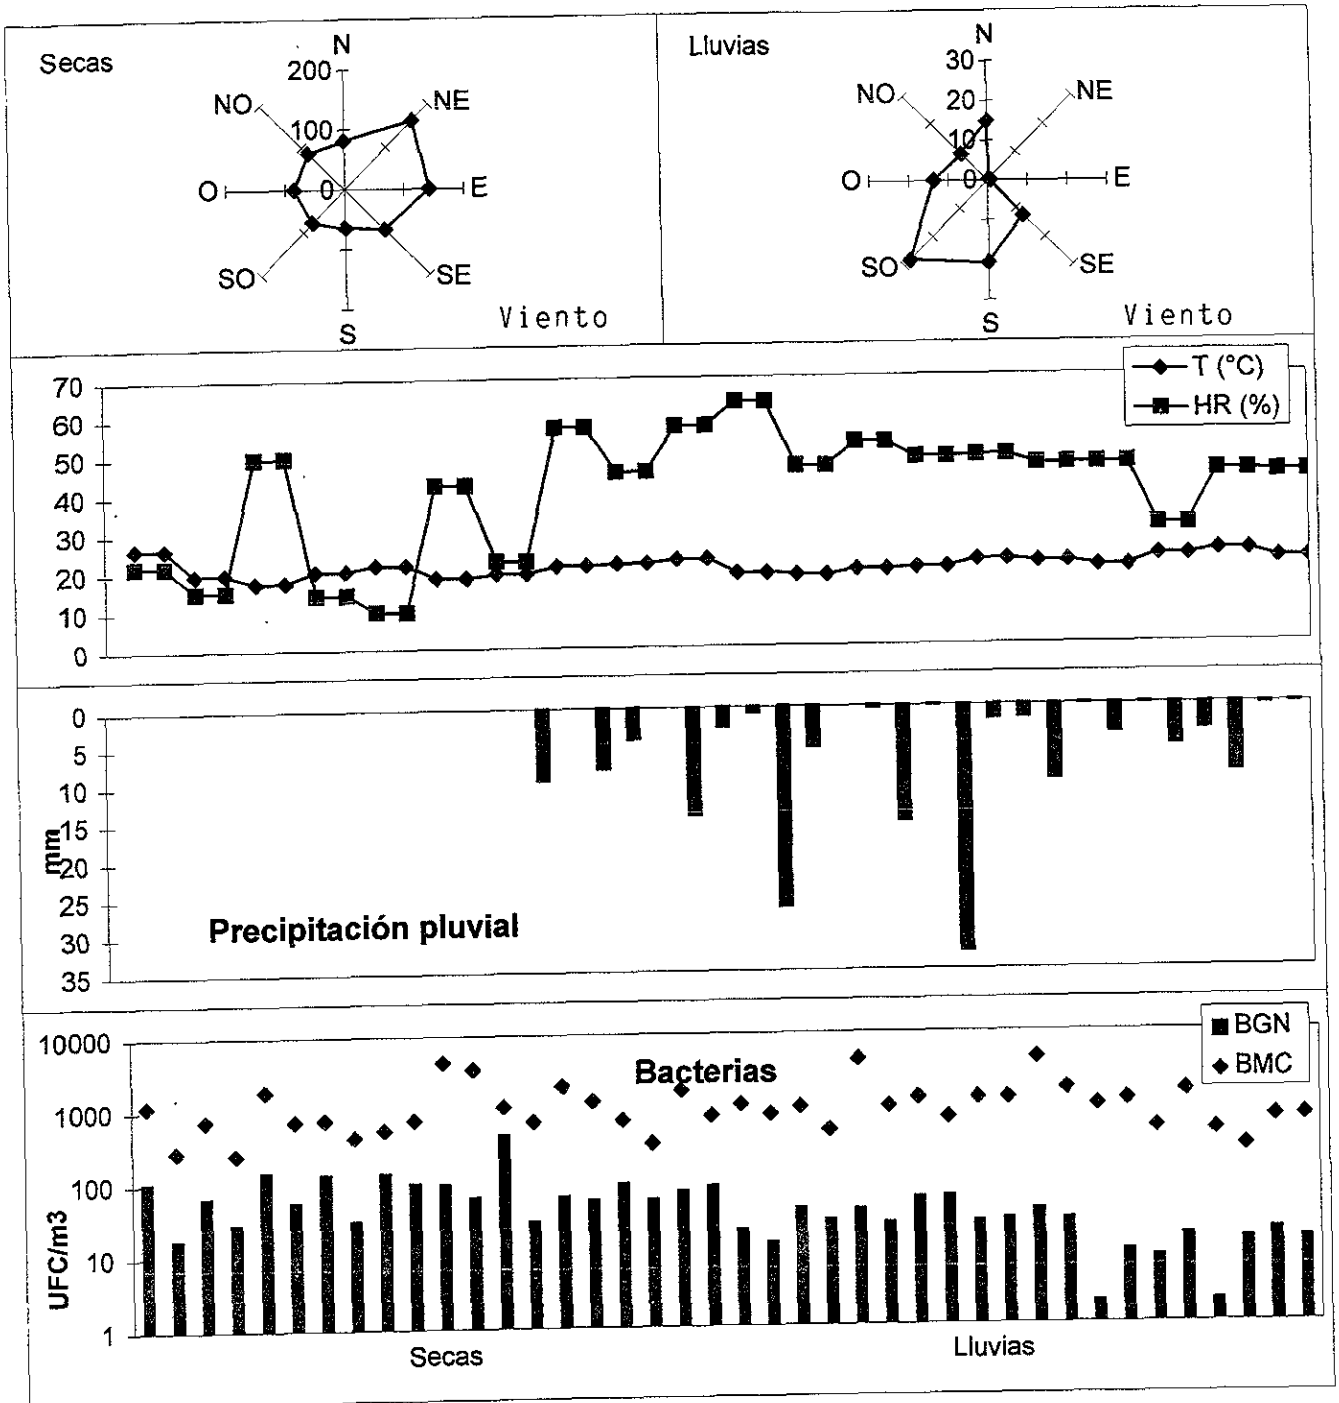 Secas
N
200
100
0
NO
NE
O
E
SO
SE
S
Viento
Lluvias
N
30
20
10
0
NO
NE
O
E
SO
SE
S
Viento
T (°C)
HR (%)
70
60
50
40
30
20
10
0
0
5
10
15
20
25
30
35
mm
Precipitación pluvial
BGN
BMC
Bacterias
10000
1000
100
10
1
UFC/m3
Secas
Lluvias